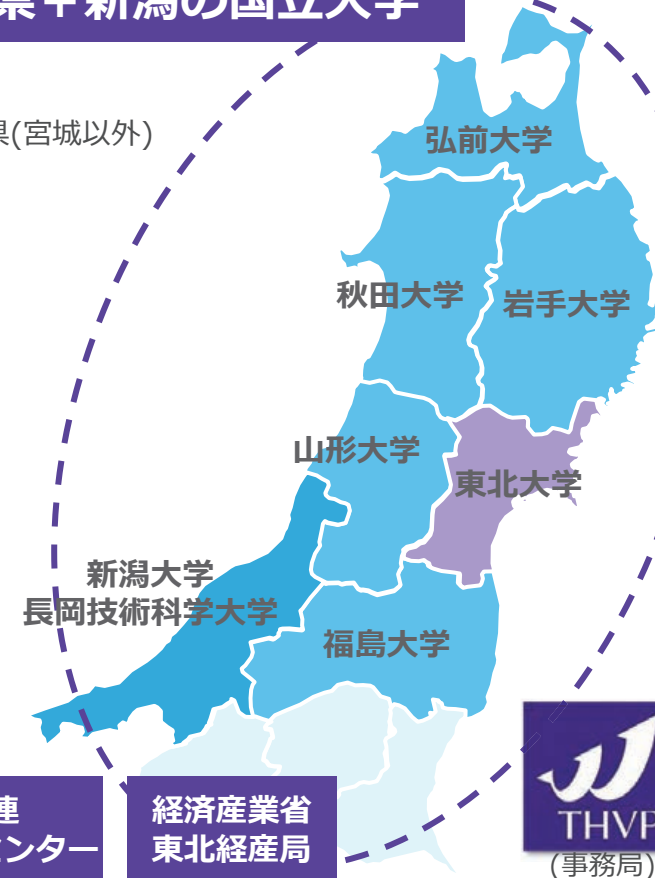 県＋新潟の国立大学
県(宮城以外)
弘前大学
秋田大学
岩手大学
山形大学
東北大学
新潟大学
長岡技術科学大学
福島大学
連
ンター
経済産業省
東北経産局
THVP
(事務局)